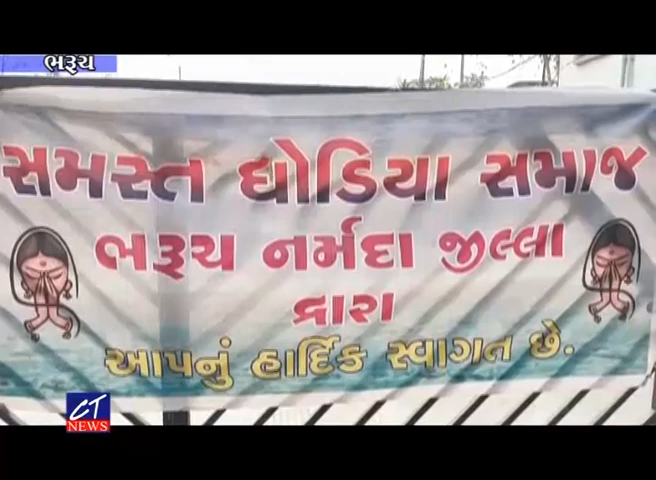 ભરૂચ
સમસ્ત ધોડિયા સમાજ
ભરૂચ નર્મદા જીલ્લા
દ્વારા
આપનું હાર્દિક સ્વાગત છે.
CT
NEWS